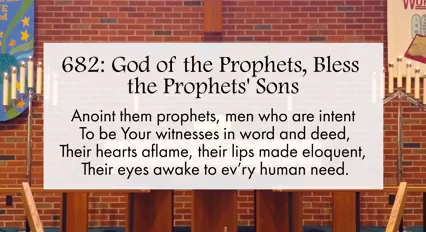 682: God of the Prophets, Bless
the Prophets' Sons
Anoint them prophets, men who are intent
To be Your witnesses in word and deed,
Their hearts aflame, their lips made eloquent,
Their eyes awake to ev'ry human need.